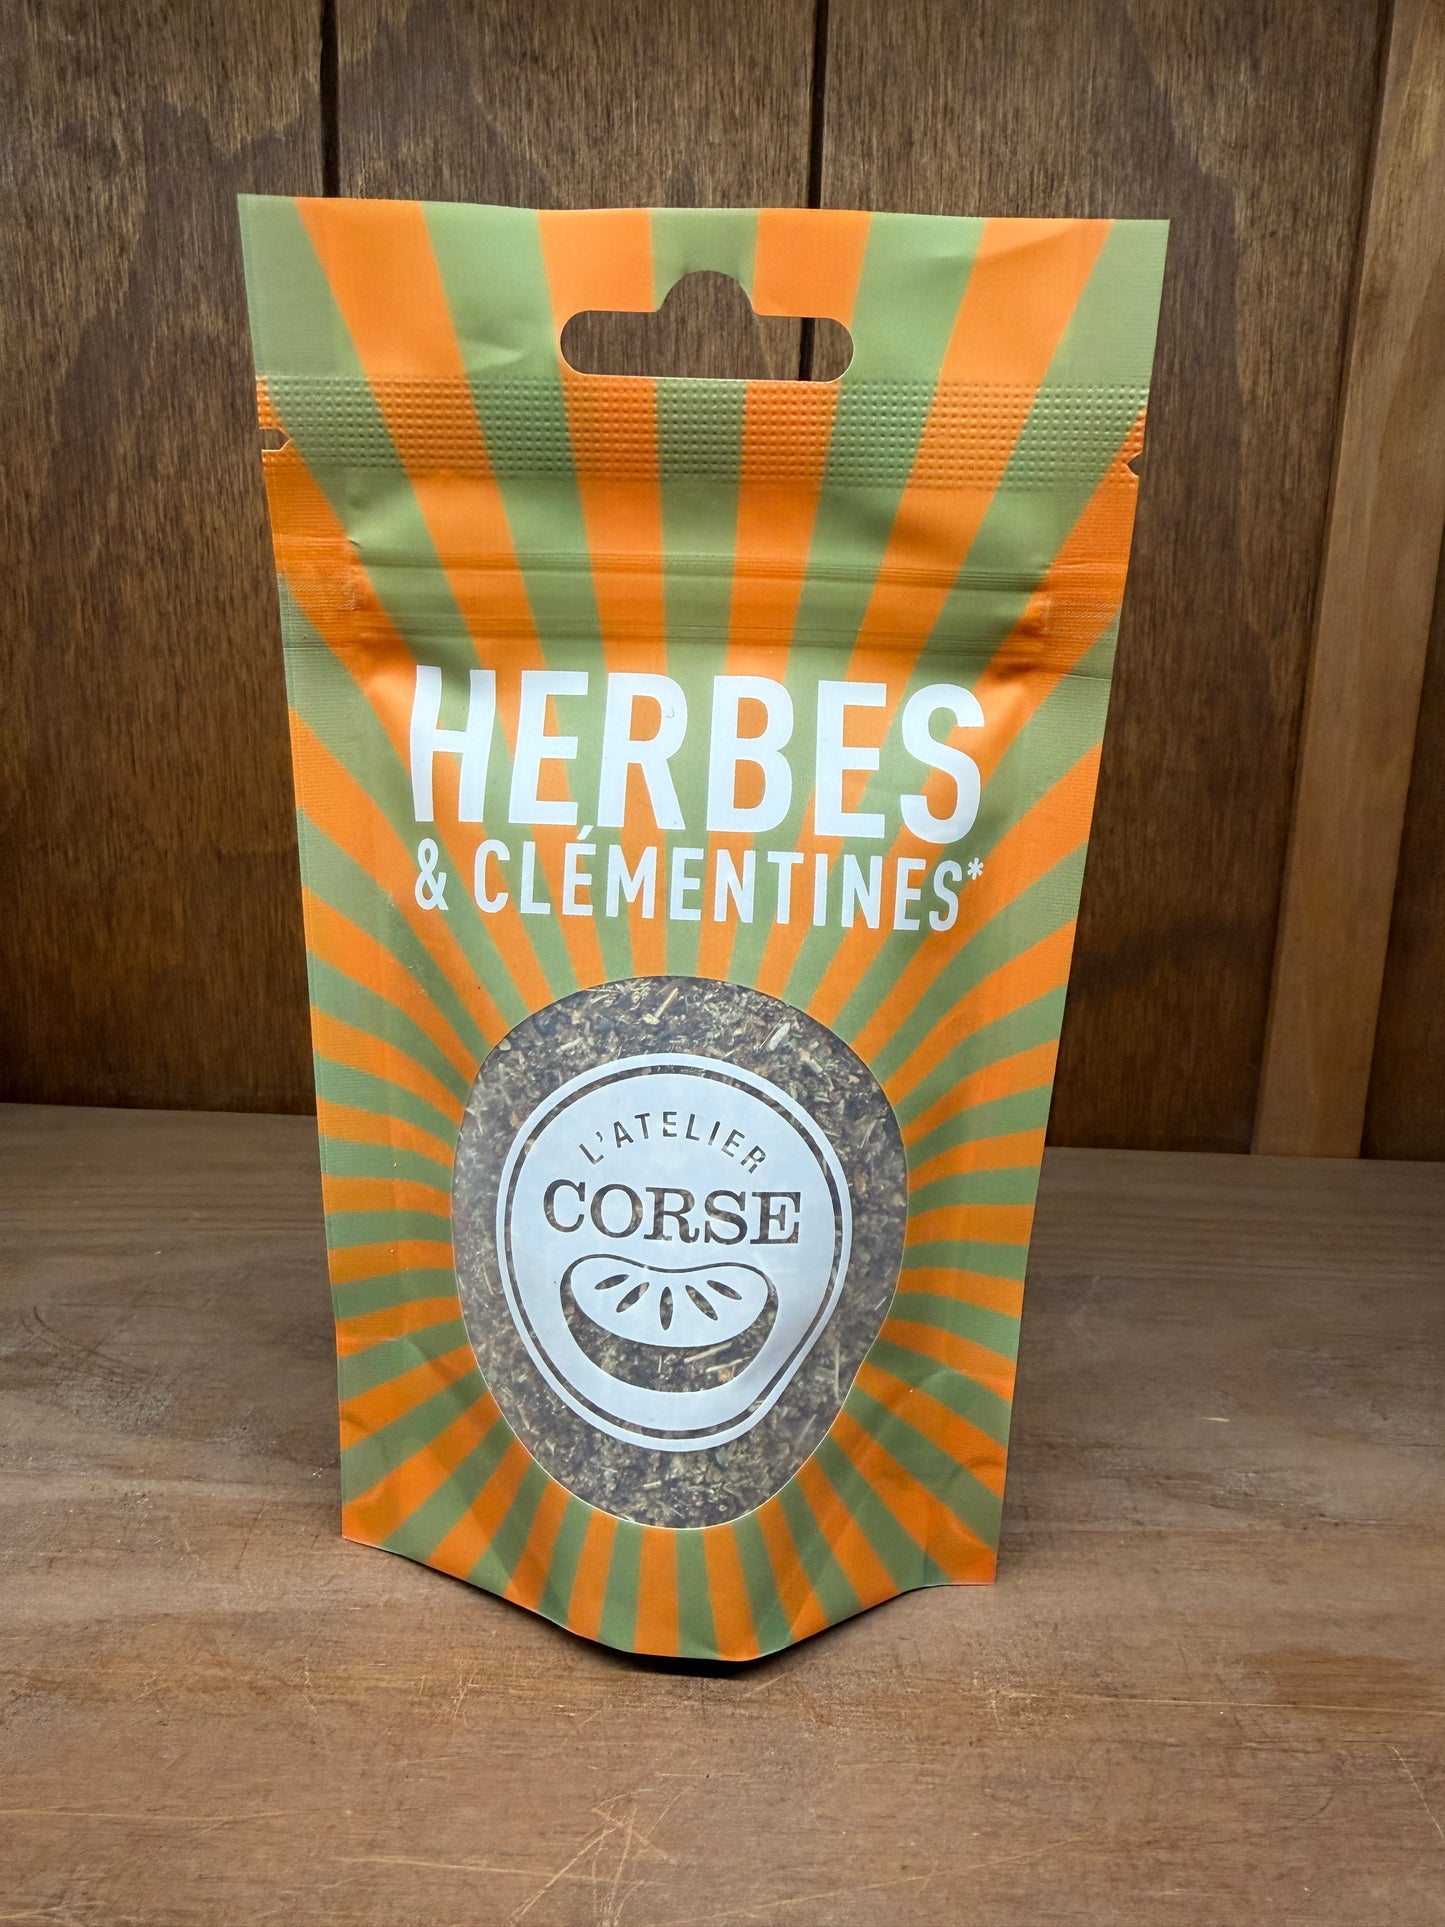 HERBES
& CLÉMENTINES*
L'ATELIER
CORSE